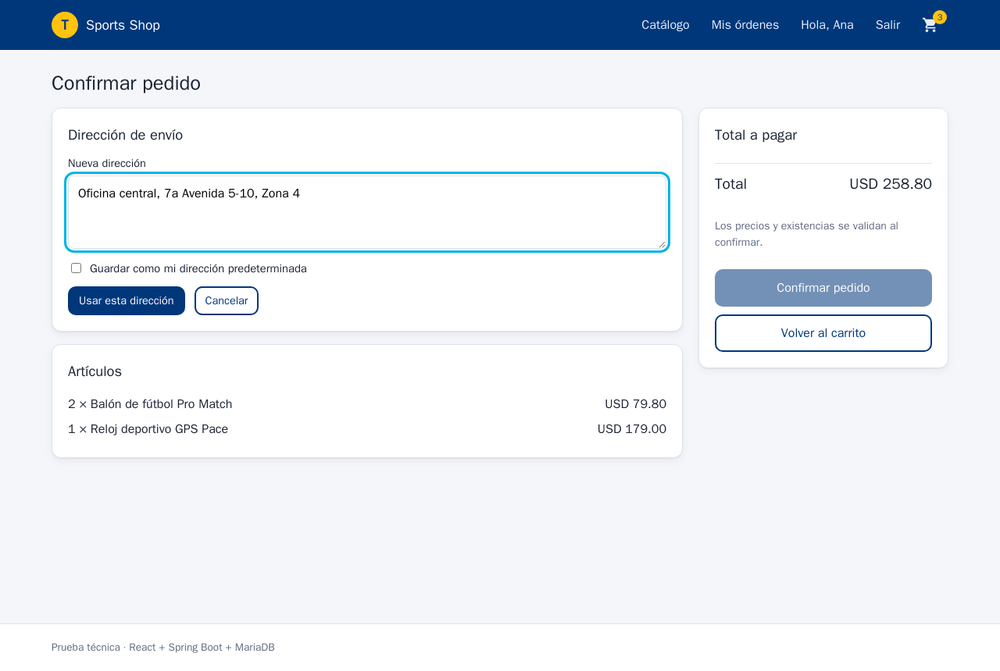 T Sports Shop Catálogo Mis órdenes Hola, Ana Salir 3
Confirmar pedido
Dirección de envío
Nueva dirección
Oficina central, 7a Avenida 5-10, Zona 4
Guardar como mi dirección predeterminada
Usar esta dirección Cancelar
Artículos
2 × Balón de fútbol Pro Match USD 79.80
1 × Reloj deportivo GPS Pace USD 179.00
Total a pagar
Total USD 258.80
Los precios y existencias se validan al
confirmar.
Confirmar pedido
Volver al carrito
Prueba técnica · React + Spring Boot + MariaDB